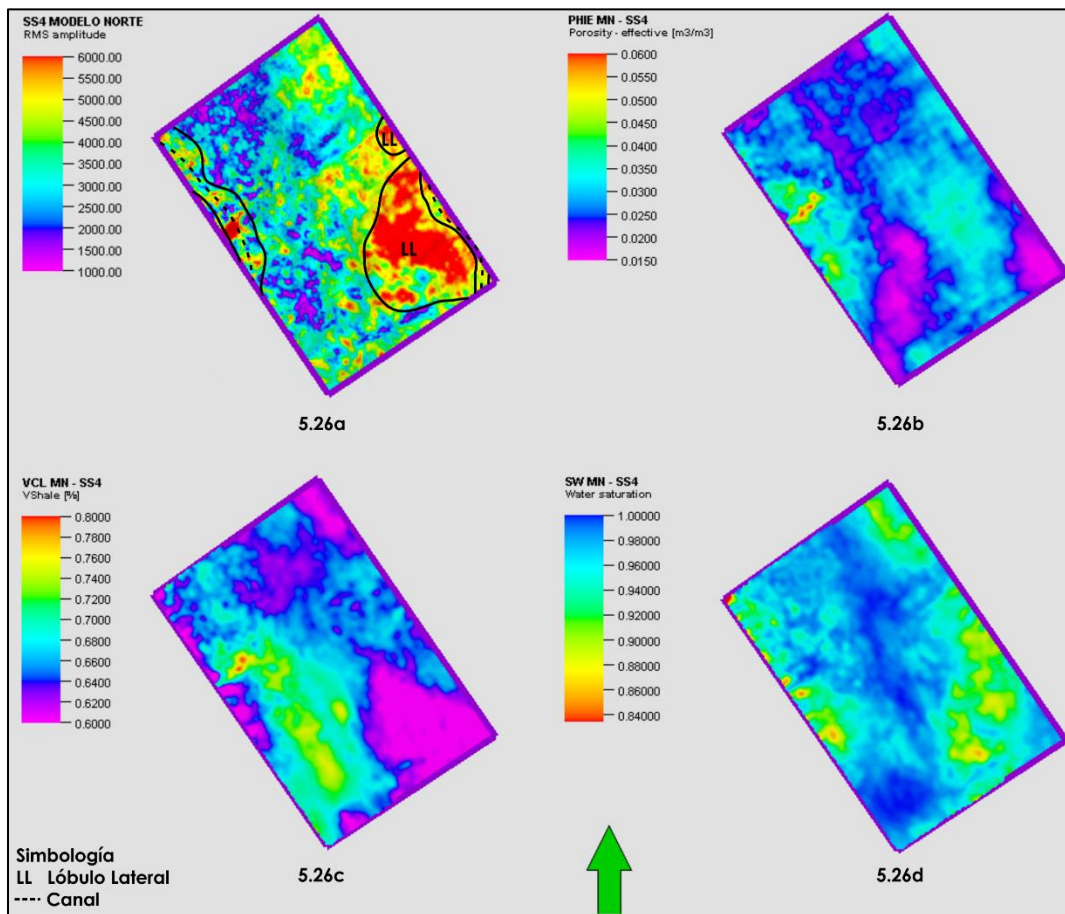 SS4 MODELO NORTE
RMS amplitude
6000.00
5500.00
5000.00
4500.00
4000.00
3500.00
3000.00
2500.00
2000.00
1500.00
1000.00
LL
LL
5.26a
PHIE MN - SS4
Porosity - effective [m3/m3]
0.0600
0.0550
0.0500
0.0450
0.0400
0.0350
0.0300
0.0250
0.0200
0.0150
5.26b
VCL MN - SS4
VShale [%]
0.8000
0.7800
0.7600
0.7400
0.7200
0.7000
0.6800
0.6600
0.6400
0.6200
0.6000
5.26c
SW MN - SS4
Water saturation
1.00000
0.98000
0.96000
0.94000
0.92000
0.90000
0.88000
0.86000
0.84000
5.26d
Simbología
LL Lóbulo Lateral
---- Canal